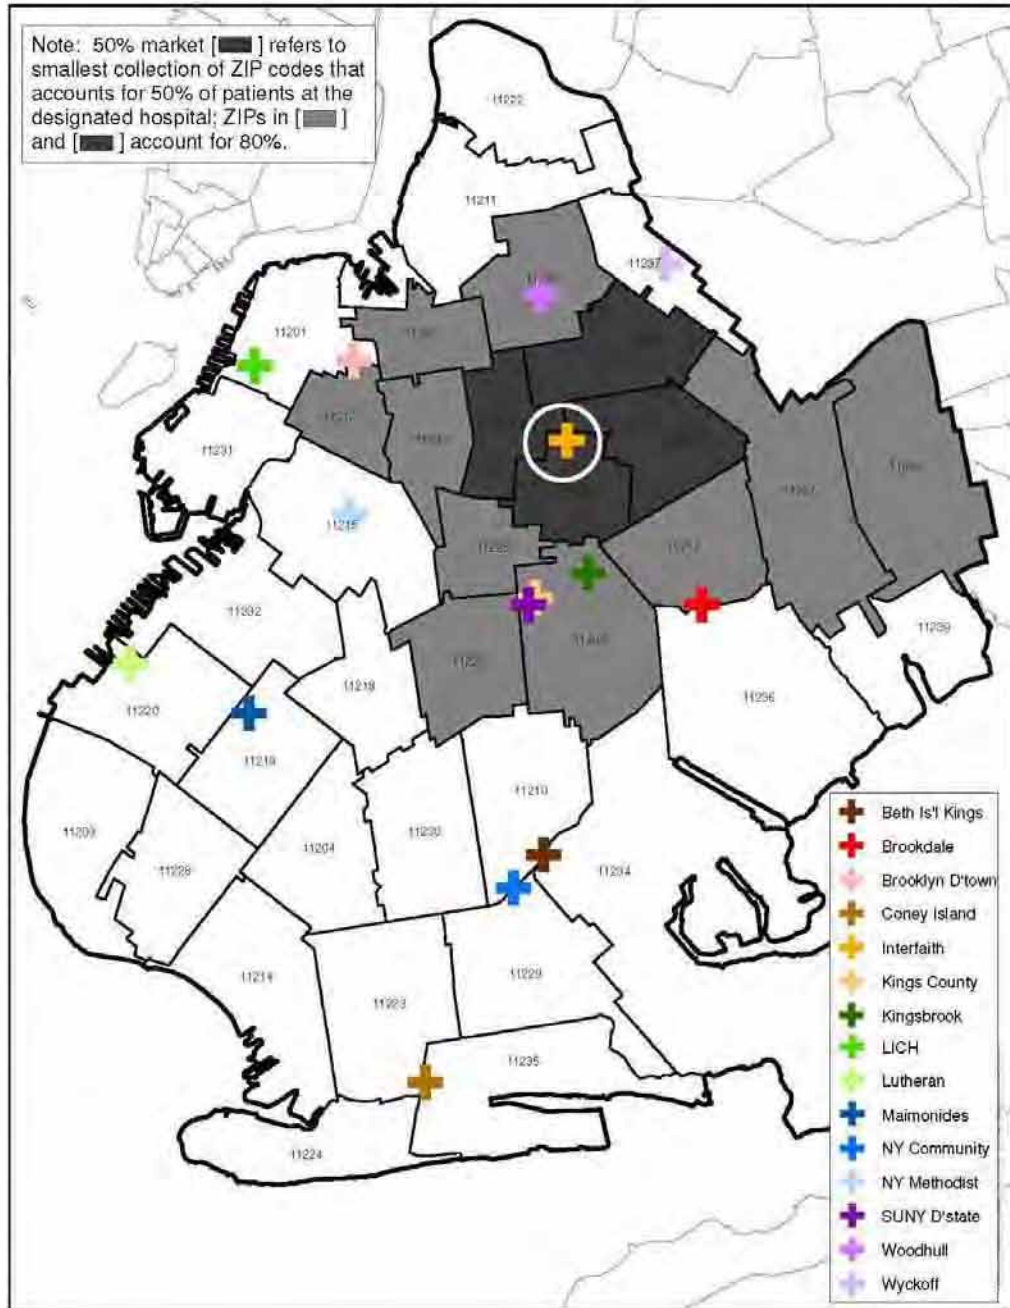 Note: 50% market [ ] refers to
smallest collection of ZIP codes that
accounts for 50% of patients at the
designated hospital; ZIPs in [ ]
and [ ] account for 80%.
11222
11211
11237
11201
11231
11215
11232
11239
11218
11236
11220
11219
11210
11209
11230
11204
11234
11228
11214
11229
11223
11235
11224
Beth Is'l Kings
Brookdale
Brooklyn D'town
Coney Island
Interfaith
Kings County
Kingsbrook
LICH
Lutheran
Maimonides
NY Community
NY Methodist
SUNY D'state
Woodhull
Wyckoff